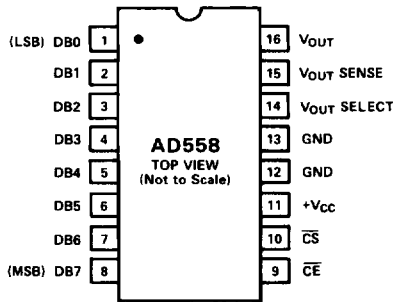 (LSB) DB0 1 16 VOUT
DB1 2 15 VOUT SENSE
DB2 3 14 VOUT SELECT
DB3 4 13 GND
AD558
TOP VIEW
(Not to Scale)
DB4 5 12 GND
DB5 6 11 +VCC
DB6 7 10 C̅S̅
(MSB) DB7 8 9 C̅E̅